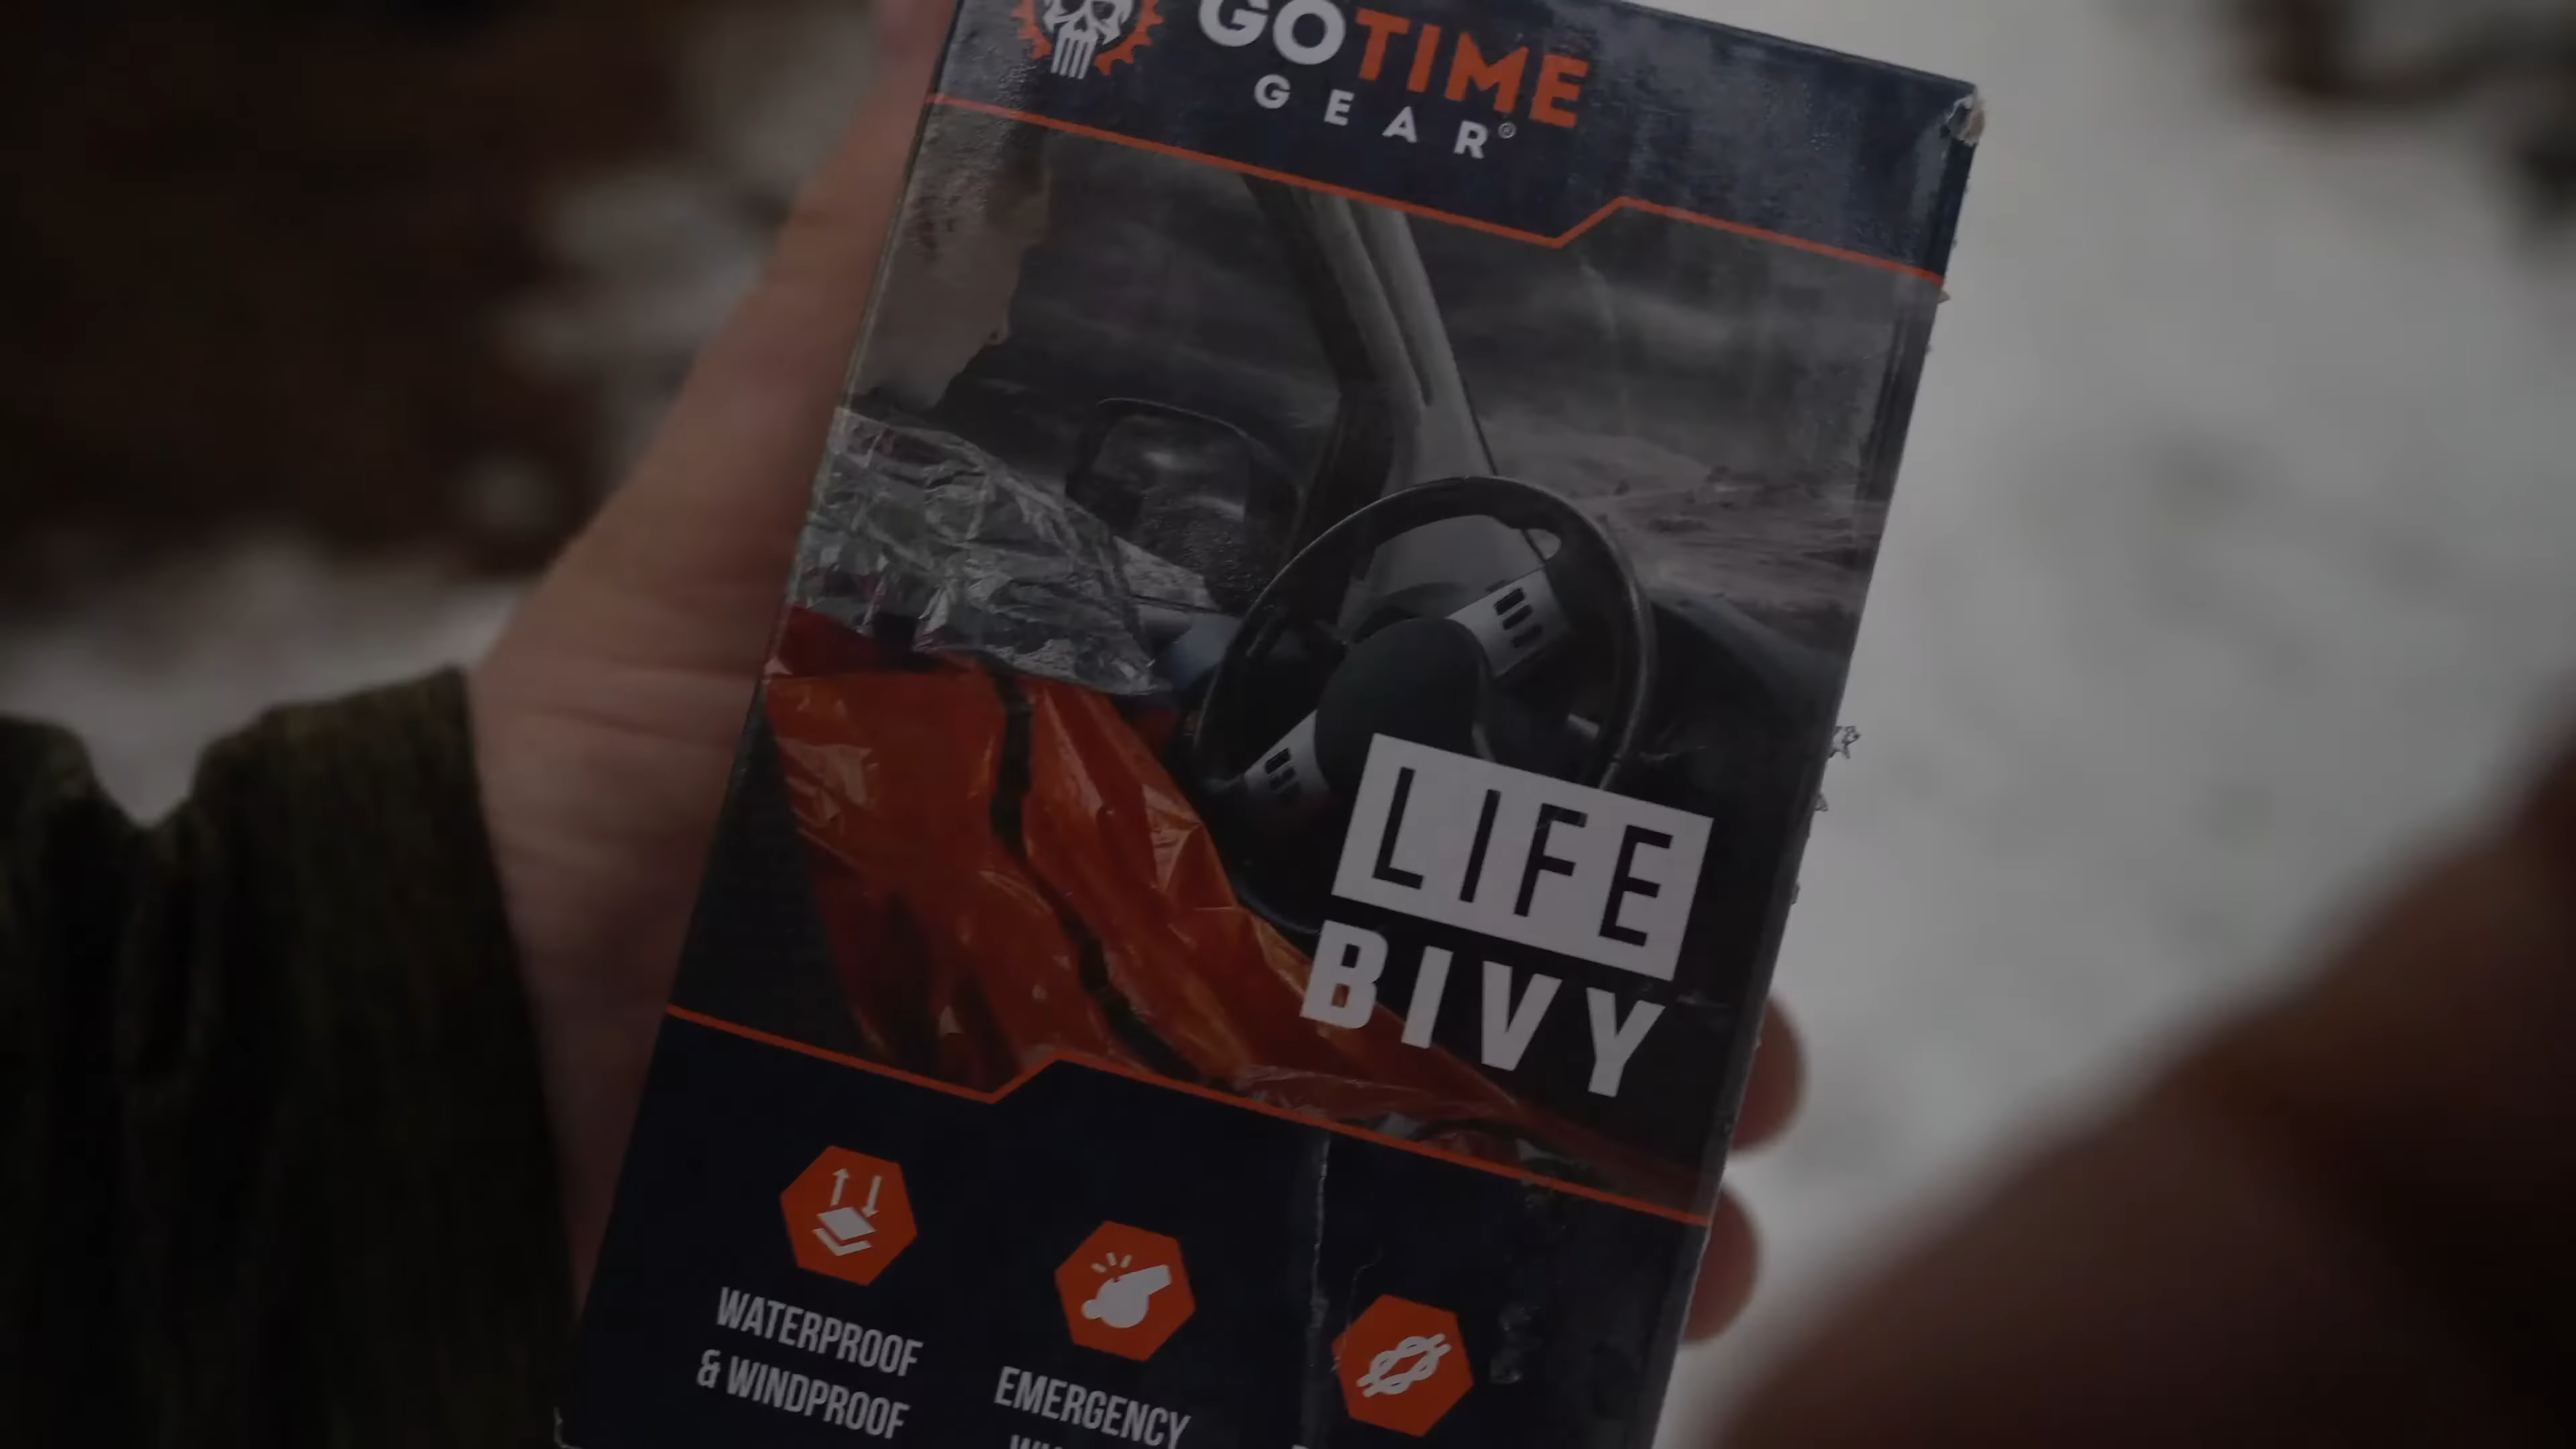 GOTIME
GEAR®
LIFE
BIVY
WATERPROOF
& WINDPROOF
EMERGENCY